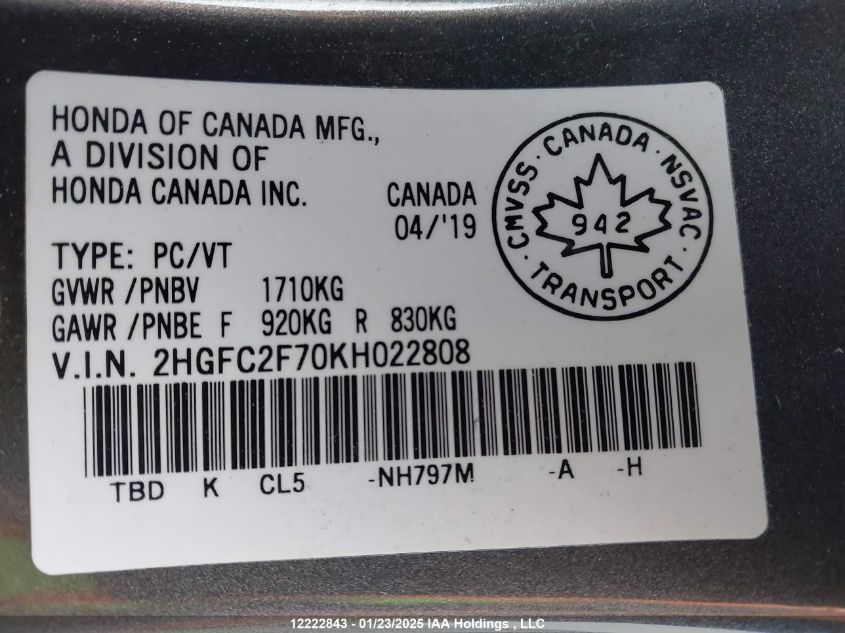 HONDA OF CANADA MFG.,
A DIVISION OF
HONDA CANADA INC.
CANADA
04/'19
CMVSS · CANADA · NSVAC · TRANSPORT ·
942
TYPE: PC/VT
GVWR /PNBV 1710KG
GAWR /PNBE F 920KG R 830KG
V.I.N. 2HGFC2F70KH022808
TBD K CL5 -NH797M -A -H
12222843 - 01/23/2025 IAA Holdings , LLC